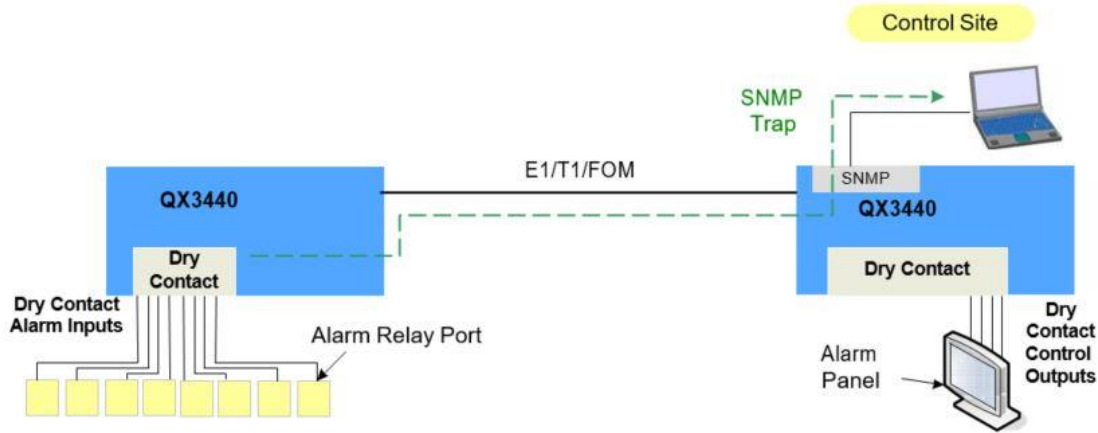 Control Site
SNMP
Trap
E1/T1/FOM
SNMP
QX3440
QX3440
Dry
Contact
Dry Contact
Dry Contact
Alarm Inputs
Alarm Relay Port
Dry
Contact
Control
Outputs
Alarm
Panel